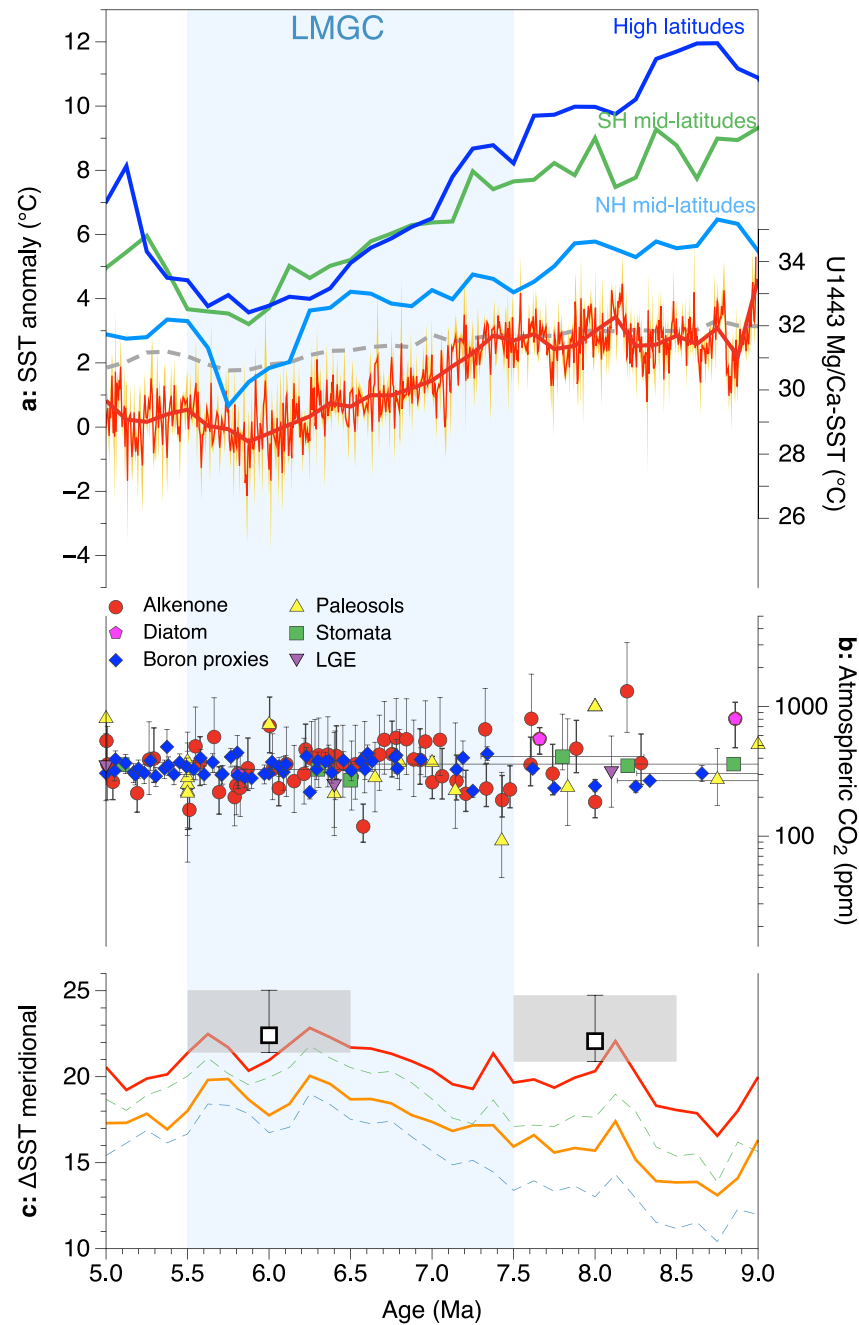 LMGC
High latitudes
SH mid-latitudes
NH mid-latitudes
a: SST anomaly (°C)
12
10
8
6
4
2
0
−2
−4
U1443 Mg/Ca-SST (°C)
34
32
30
28
26
Alkenone
Diatom
Boron proxies
Paleosols
Stomata
LGE
b: Atmospheric CO₂ (ppm)
1000
100
c: ΔSST meridional
25
20
15
10
5.0 5.5 6.0 6.5 7.0 7.5 8.0 8.5 9.0
Age (Ma)